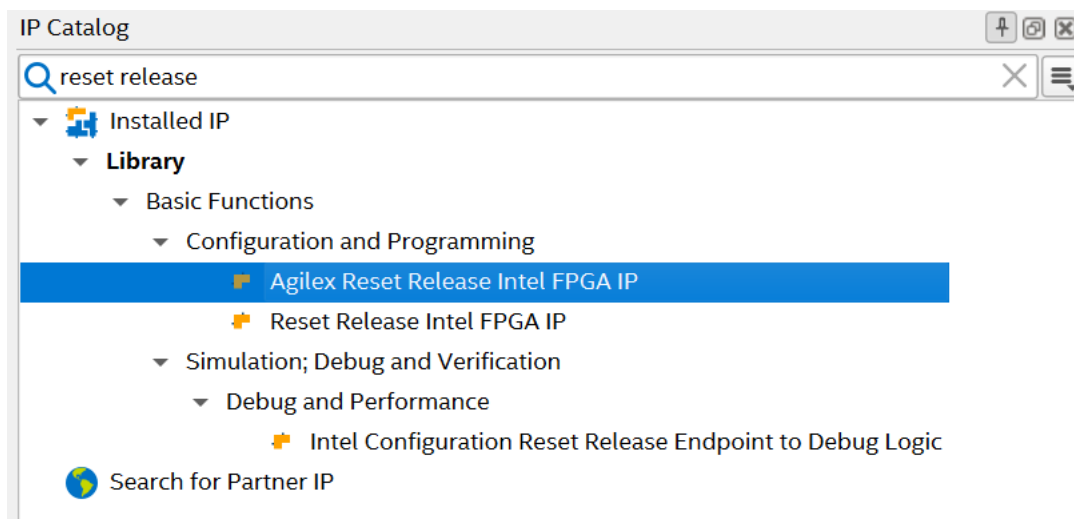 IP Catalog
reset release
Installed IP
Library
Basic Functions
Configuration and Programming
Agilex Reset Release Intel FPGA IP
Reset Release Intel FPGA IP
Simulation; Debug and Verification
Debug and Performance
Intel Configuration Reset Release Endpoint to Debug Logic
Search for Partner IP